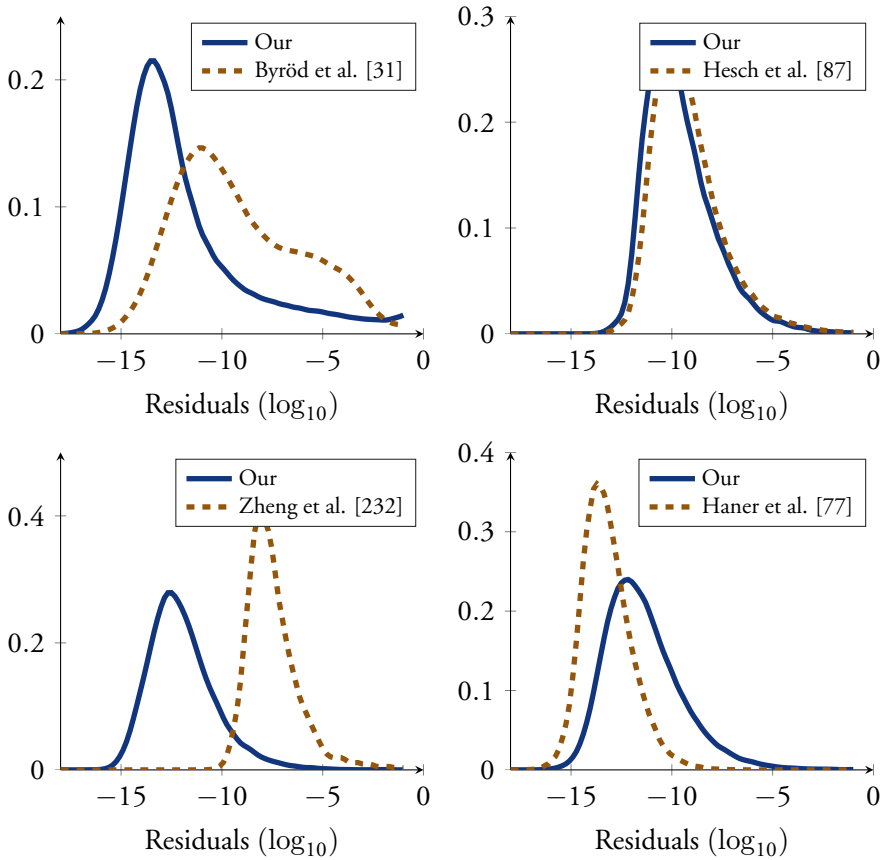 Our
Byröd et al. [31]
0.2
0.1
0
−15
−10
−5
0
Residuals (log₁₀)
Our
Hesch et al. [87]
0.3
0.2
0.1
0
−15
−10
−5
0
Residuals (log₁₀)
Our
Zheng et al. [232]
0.4
0.2
0
−15
−10
−5
0
Residuals (log₁₀)
Our
Haner et al. [77]
0.4
0.3
0.2
0.1
0
−15
−10
−5
0
Residuals (log₁₀)